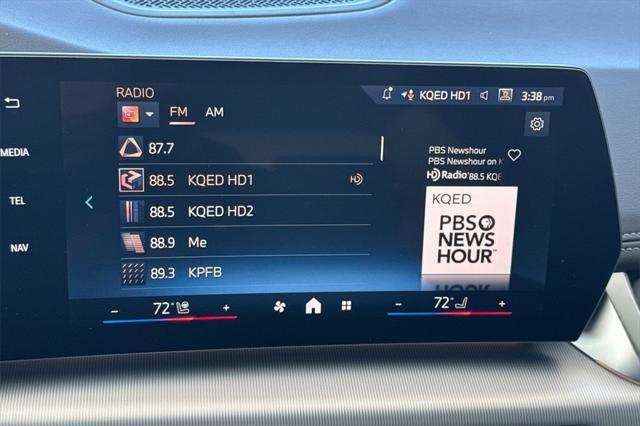 RADIO
KQED HD1 3:38 pm
FM AM
MEDIA
TEL
NAV
87.7
88.5 KQED HD1 HD
88.5 KQED HD2
88.9 Me
89.3 KPFB
PBS Newshour
PBS Newshour on K
HD Radio 88.5 KQE
KQED
PBS
NEWS
HOUR™
HOUR
− 72° +
− 72° +